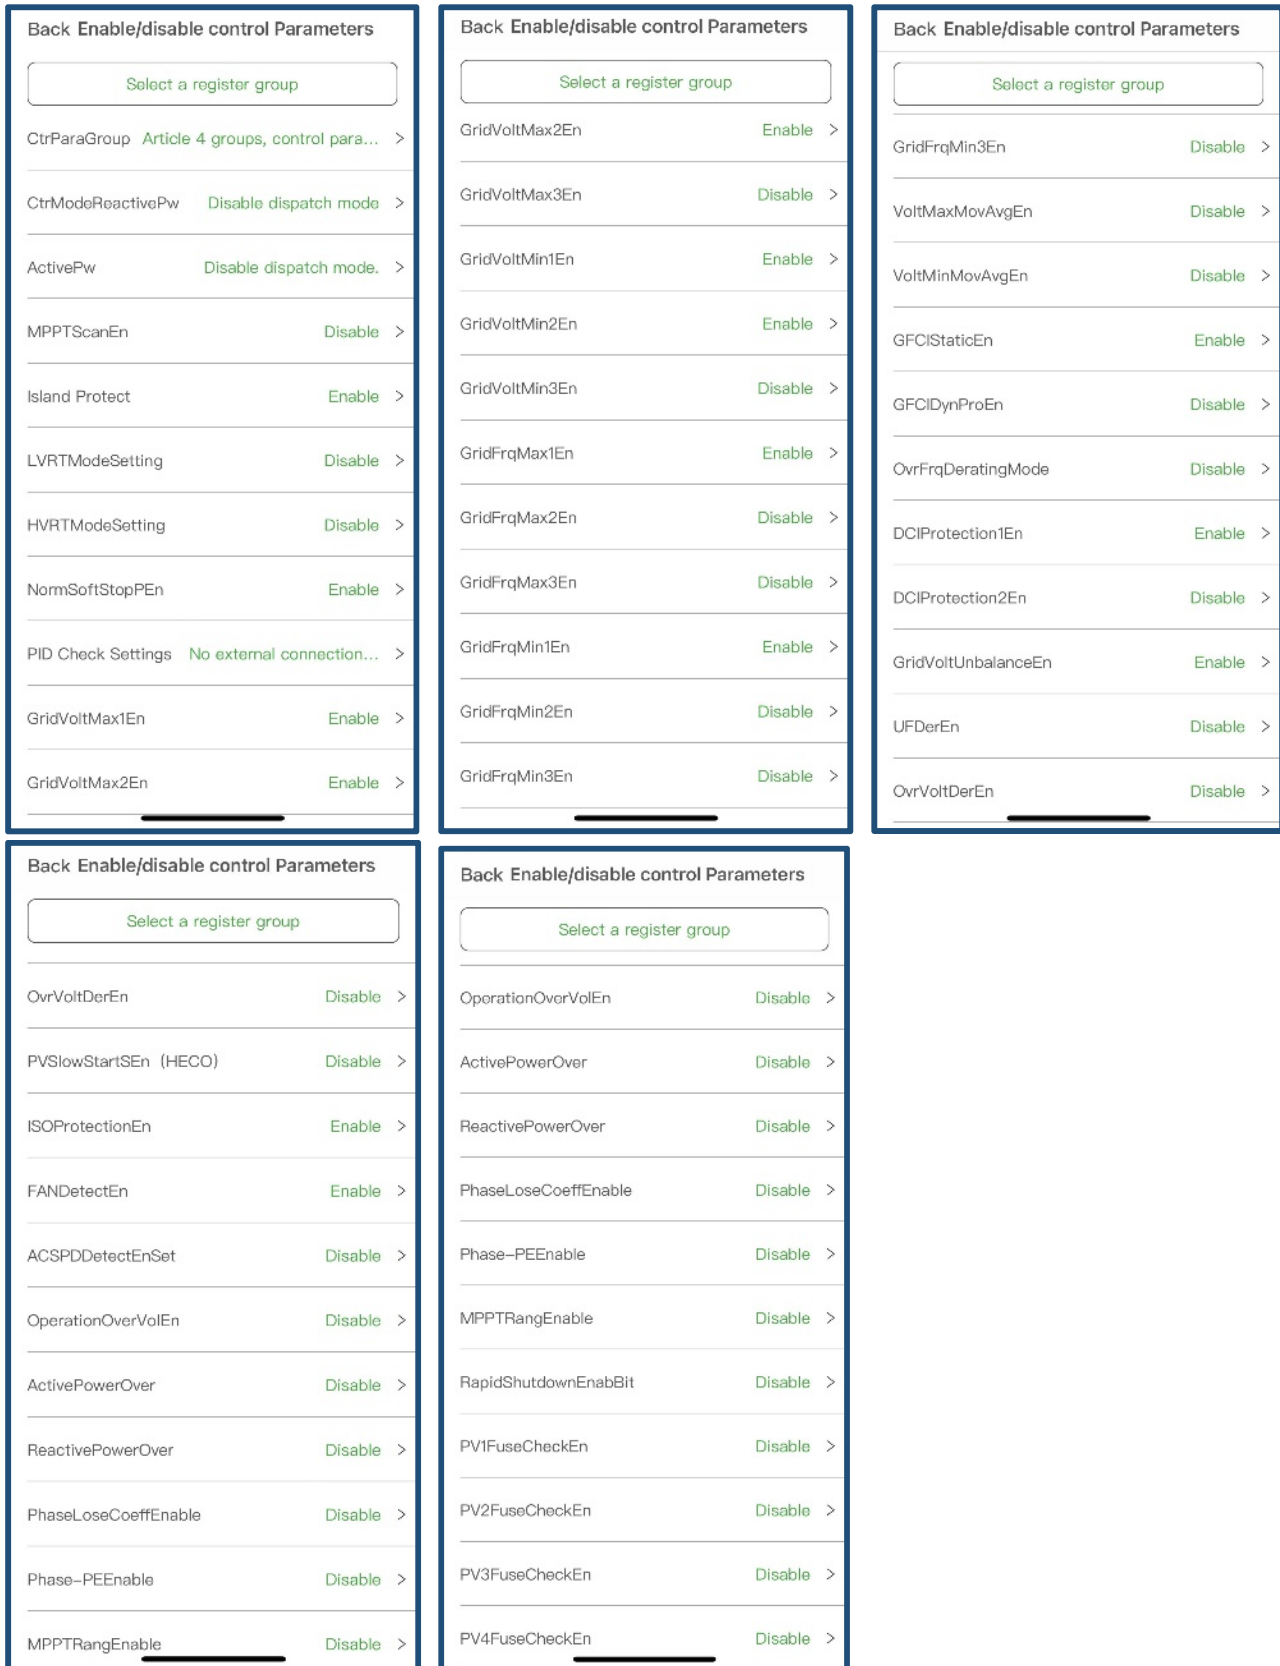 Back Enable/disable control Parameters
Select a register group
CtrParaGroup Article 4 groups, control para... >
CtrModeReactivePw Disable dispatch mode >
ActivePw Disable dispatch mode. >
MPPTScanEn Disable >
Island Protect Enable >
LVRTModeSetting Disable >
HVRTModeSetting Disable >
NormSoftStopPEn Enable >
PID Check Settings No external connection... >
GridVoltMax1En Enable >
GridVoltMax2En Enable >
Back Enable/disable control Parameters
Select a register group
GridVoltMax2En Enable >
GridVoltMax3En Disable >
GridVoltMin1En Enable >
GridVoltMin2En Enable >
GridVoltMin3En Disable >
GridFrqMax1En Enable >
GridFrqMax2En Disable >
GridFrqMax3En Disable >
GridFrqMin1En Enable >
GridFrqMin2En Disable >
GridFrqMin3En Disable >
Back Enable/disable control Parameters
Select a register group
GridFrqMin3En Disable >
VoltMaxMovAvgEn Disable >
VoltMinMovAvgEn Disable >
GFCIStaticEn Enable >
GFCIDynProEn Disable >
OvrFrqDeratingMode Disable >
DCIProtection1En Enable >
DCIProtection2En Disable >
GridVoltUnbalanceEn Enable >
UFDerEn Disable >
OvrVoltDerEn Disable >
Back Enable/disable control Parameters
Select a register group
OvrVoltDerEn Disable >
PVSlowStartSEn (HECO) Disable >
ISOProtectionEn Enable >
FANDetectEn Enable >
ACSPDDetectEnSet Disable >
OperationOverVolEn Disable >
ActivePowerOver Disable >
ReactivePowerOver Disable >
PhaseLoseCoeffEnable Disable >
Phase-PEEnable Disable >
MPPTRangEnable Disable >
Back Enable/disable control Parameters
Select a register group
OperationOverVolEn Disable >
ActivePowerOver Disable >
ReactivePowerOver Disable >
PhaseLoseCoeffEnable Disable >
Phase-PEEnable Disable >
MPPTRangEnable Disable >
RapidShutdownEnabBit Disable >
PV1FuseCheckEn Disable >
PV2FuseCheckEn Disable >
PV3FuseCheckEn Disable >
PV4FuseCheckEn Disable >